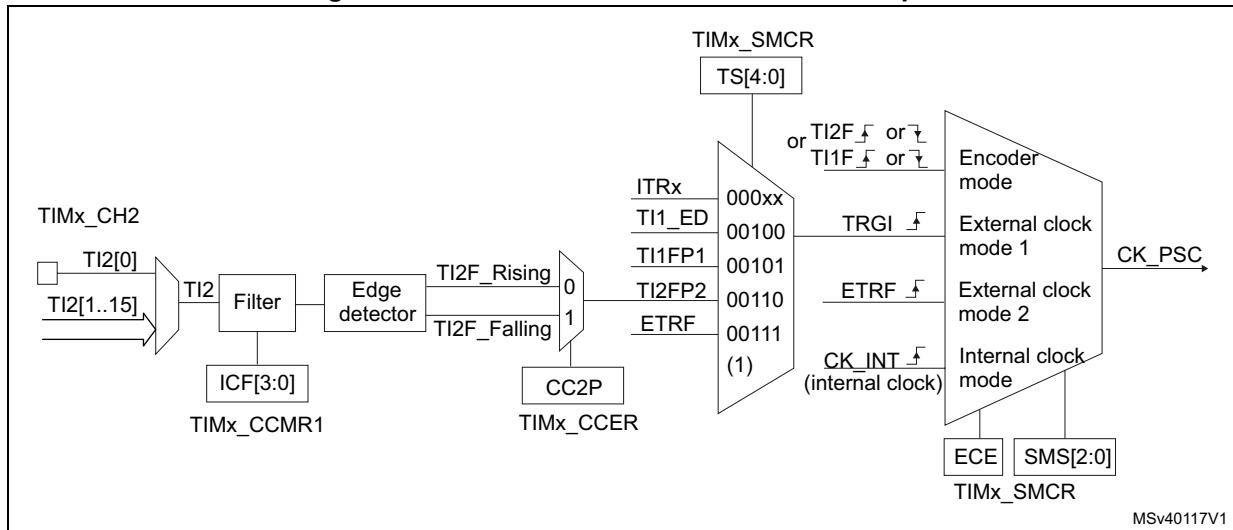 TIMx_SMCR
TS[4:0]
or TI2F or
TI1F or
Encoder
mode
ITRx
000xx
TIMx_CH2
TI1_ED
00100
TRGI
External clock
mode 1
CK_PSC
TI2[0]
TI2[1..15]
TI2
Filter
Edge
detector
TI2F_Rising
TI2F_Falling
0
1
TI1FP1
00101
TI2FP2
00110
ETRF
00111
(1)
ETRF
External clock
mode 2
CK_INT
(internal clock)
Internal clock
mode
ICF[3:0]
TIMx_CCMR1
CC2P
TIMx_CCER
ECE
SMS[2:0]
TIMx_SMCR
MSv40117V1